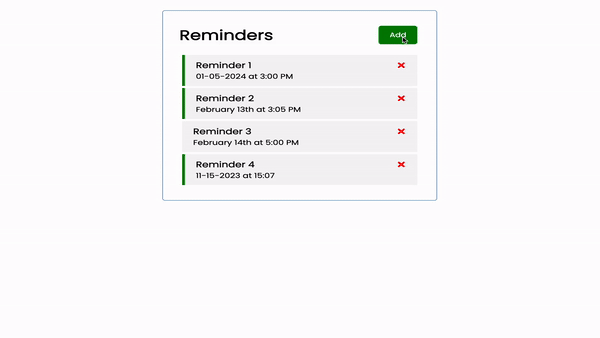 Reminders
Add
Reminder 1
01-05-2024 at 3:00 PM
Reminder 2
February 13th at 3:05 PM
Reminder 3
February 14th at 5:00 PM
Reminder 4
11-15-2023 at 15:07